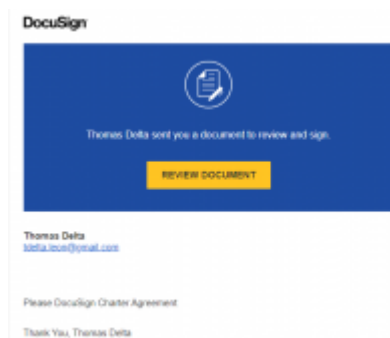 DocuSign
Thomas Delta sent you a document to review and sign.
REVIEW DOCUMENT
Thomas Delta
Please DocuSign Charter Agreement
Thank You, Thomas Delta